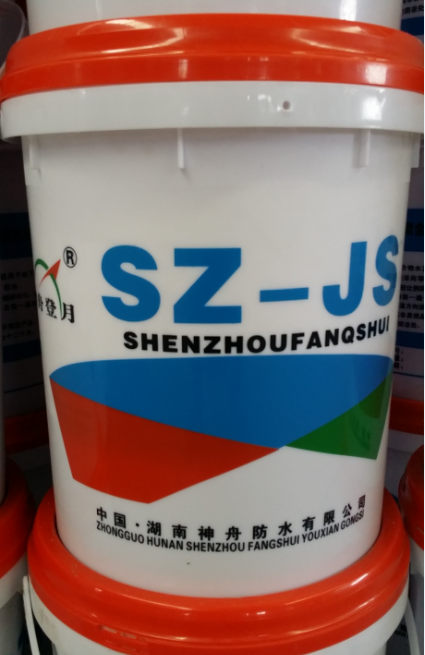 ®
登月
SZ-JS
SHENZHOUFANQSHUI
中国·湖南神舟防水有限公司
ZHONGGUO HUNAN SHENZHOU FANGSHUI YOUXIAN GONGSI